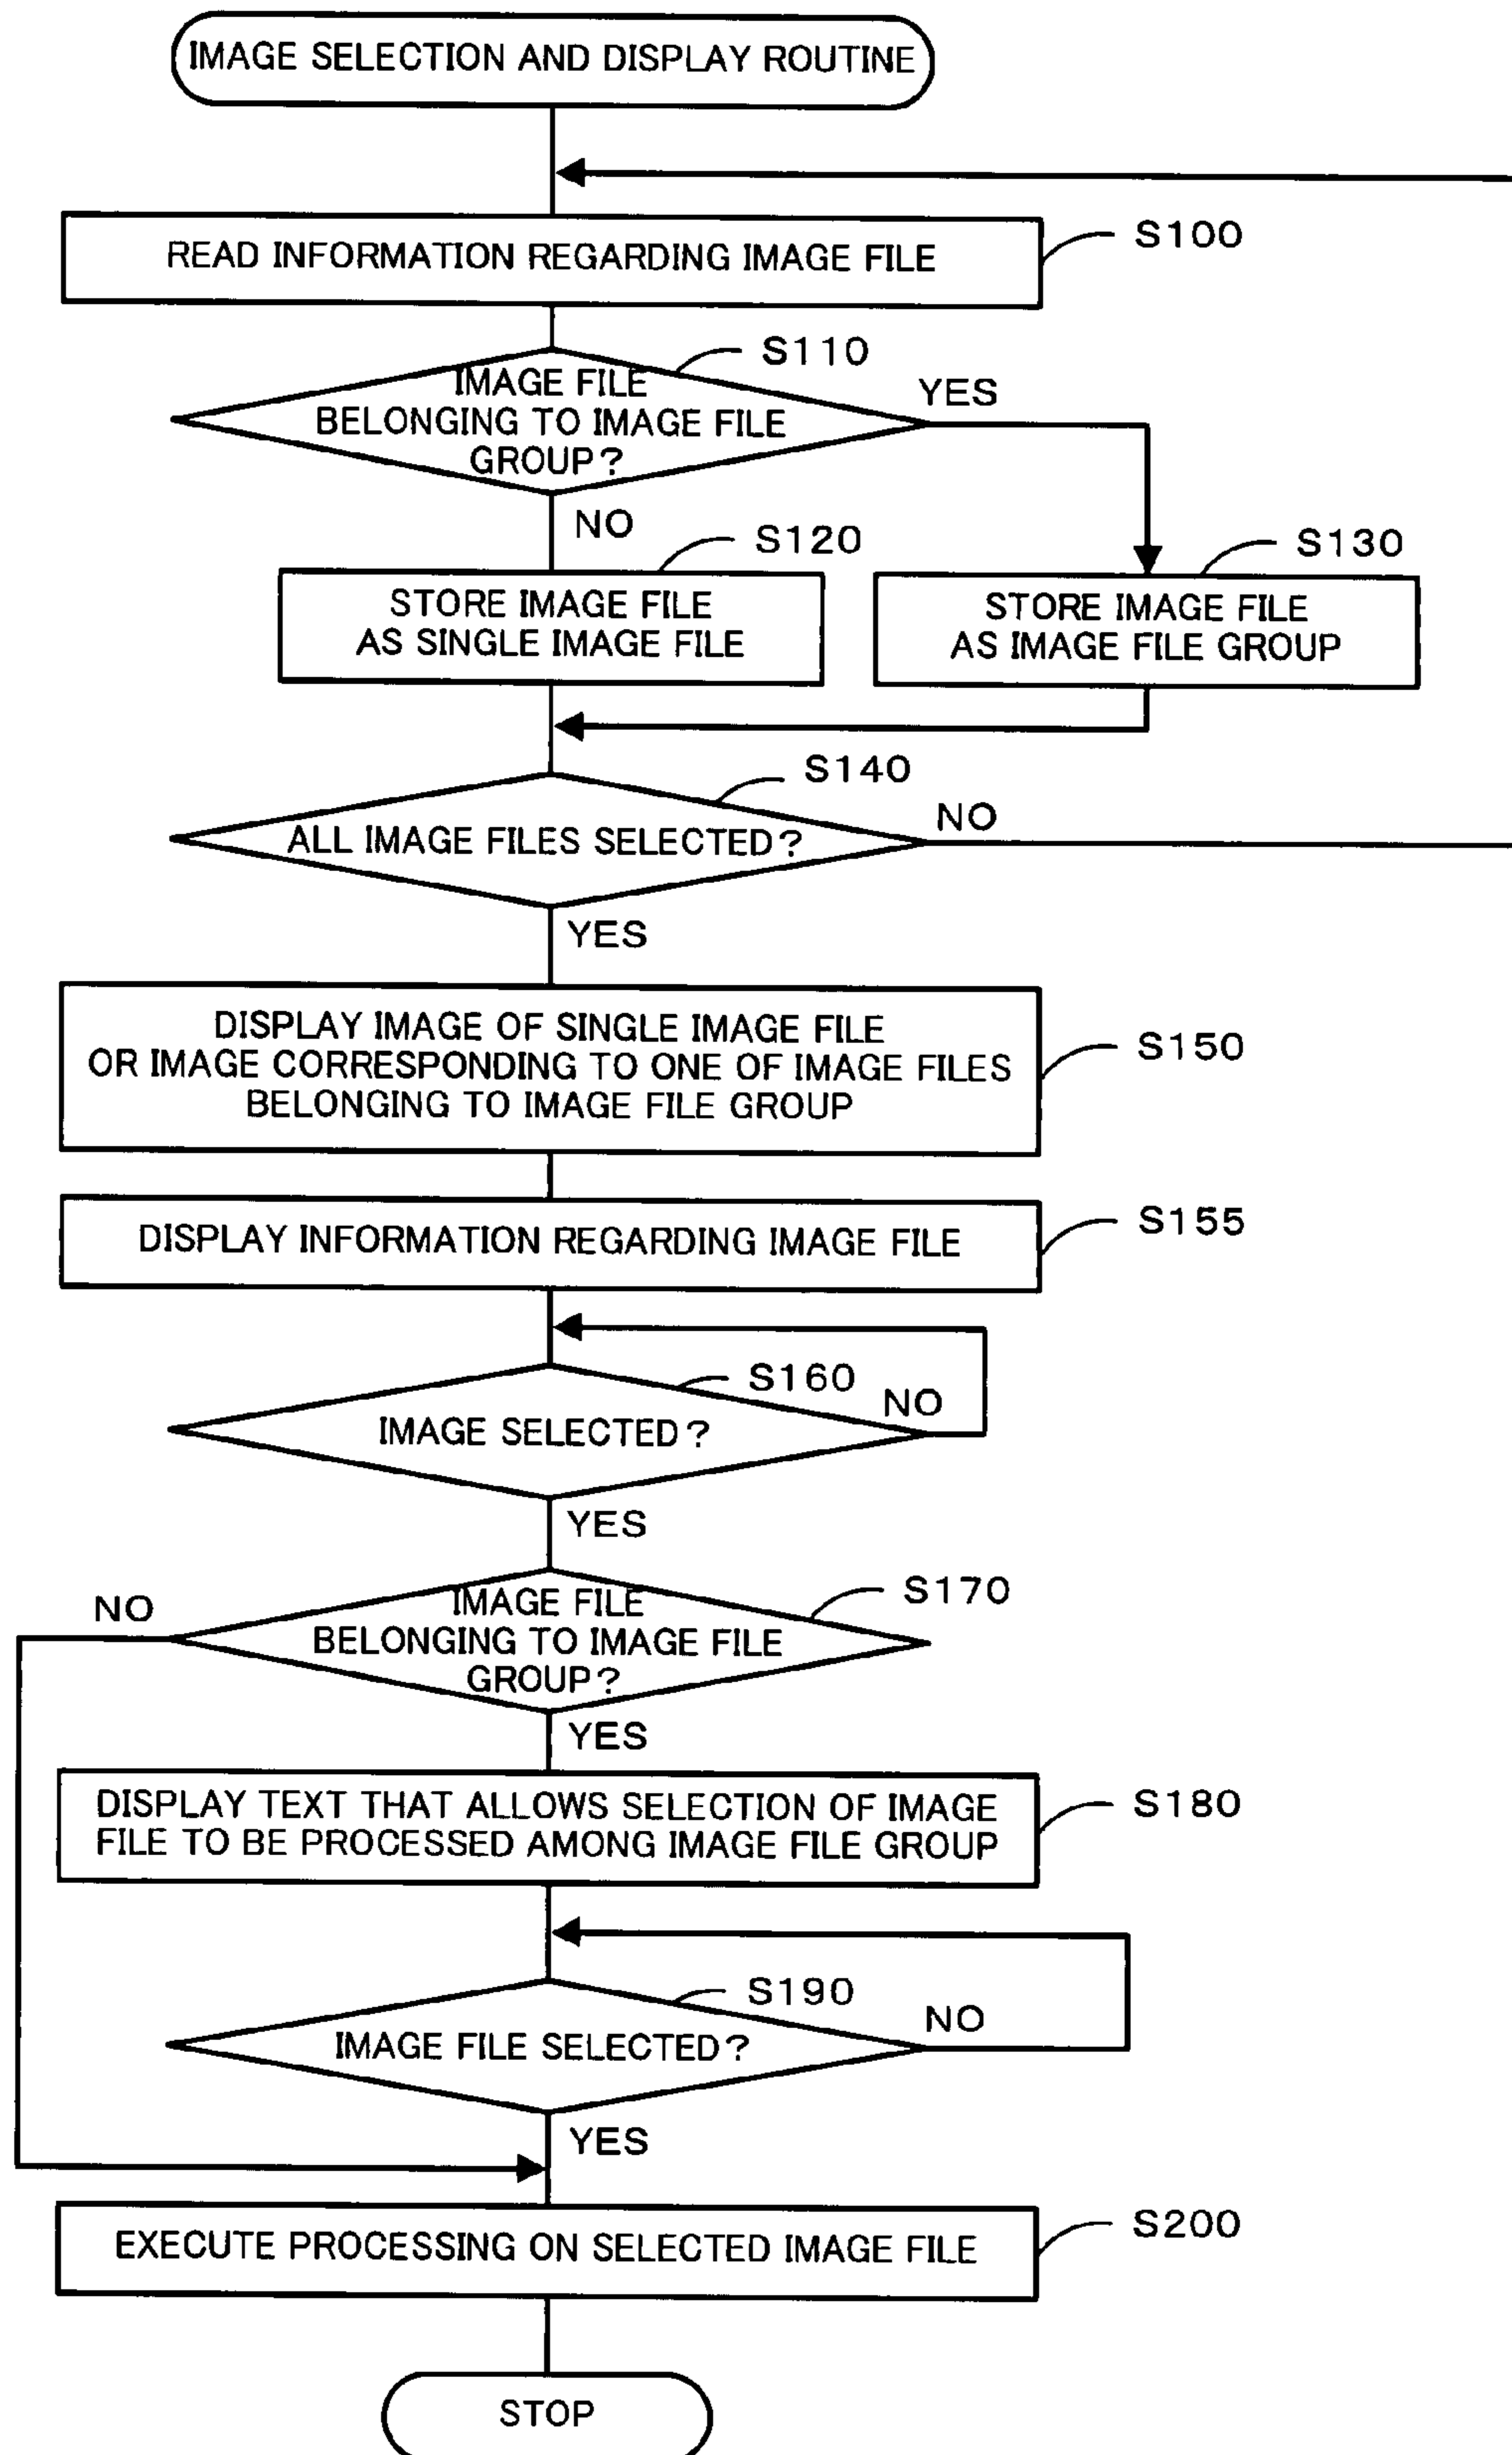 IMAGE SELECTION AND DISPLAY ROUTINE
READ INFORMATION REGARDING IMAGE FILE
S100
S110
IMAGE FILE
BELONGING TO IMAGE FILE
GROUP?
YES
NO
S120
S130
STORE IMAGE FILE
AS SINGLE IMAGE FILE
STORE IMAGE FILE
AS IMAGE FILE GROUP
S140
ALL IMAGE FILES SELECTED?
NO
YES
DISPLAY IMAGE OF SINGLE IMAGE FILE
OR IMAGE CORRESPONDING TO ONE OF IMAGE FILES
BELONGING TO IMAGE FILE GROUP
S150
DISPLAY INFORMATION REGARDING IMAGE FILE
S155
S160
NO
IMAGE SELECTED?
YES
NO
S170
IMAGE FILE
BELONGING TO IMAGE FILE
GROUP?
YES
DISPLAY TEXT THAT ALLOWS SELECTION OF IMAGE
FILE TO BE PROCESSED AMONG IMAGE FILE GROUP
S180
S190
NO
IMAGE FILE SELECTED?
YES
EXECUTE PROCESSING ON SELECTED IMAGE FILE
S200
STOP